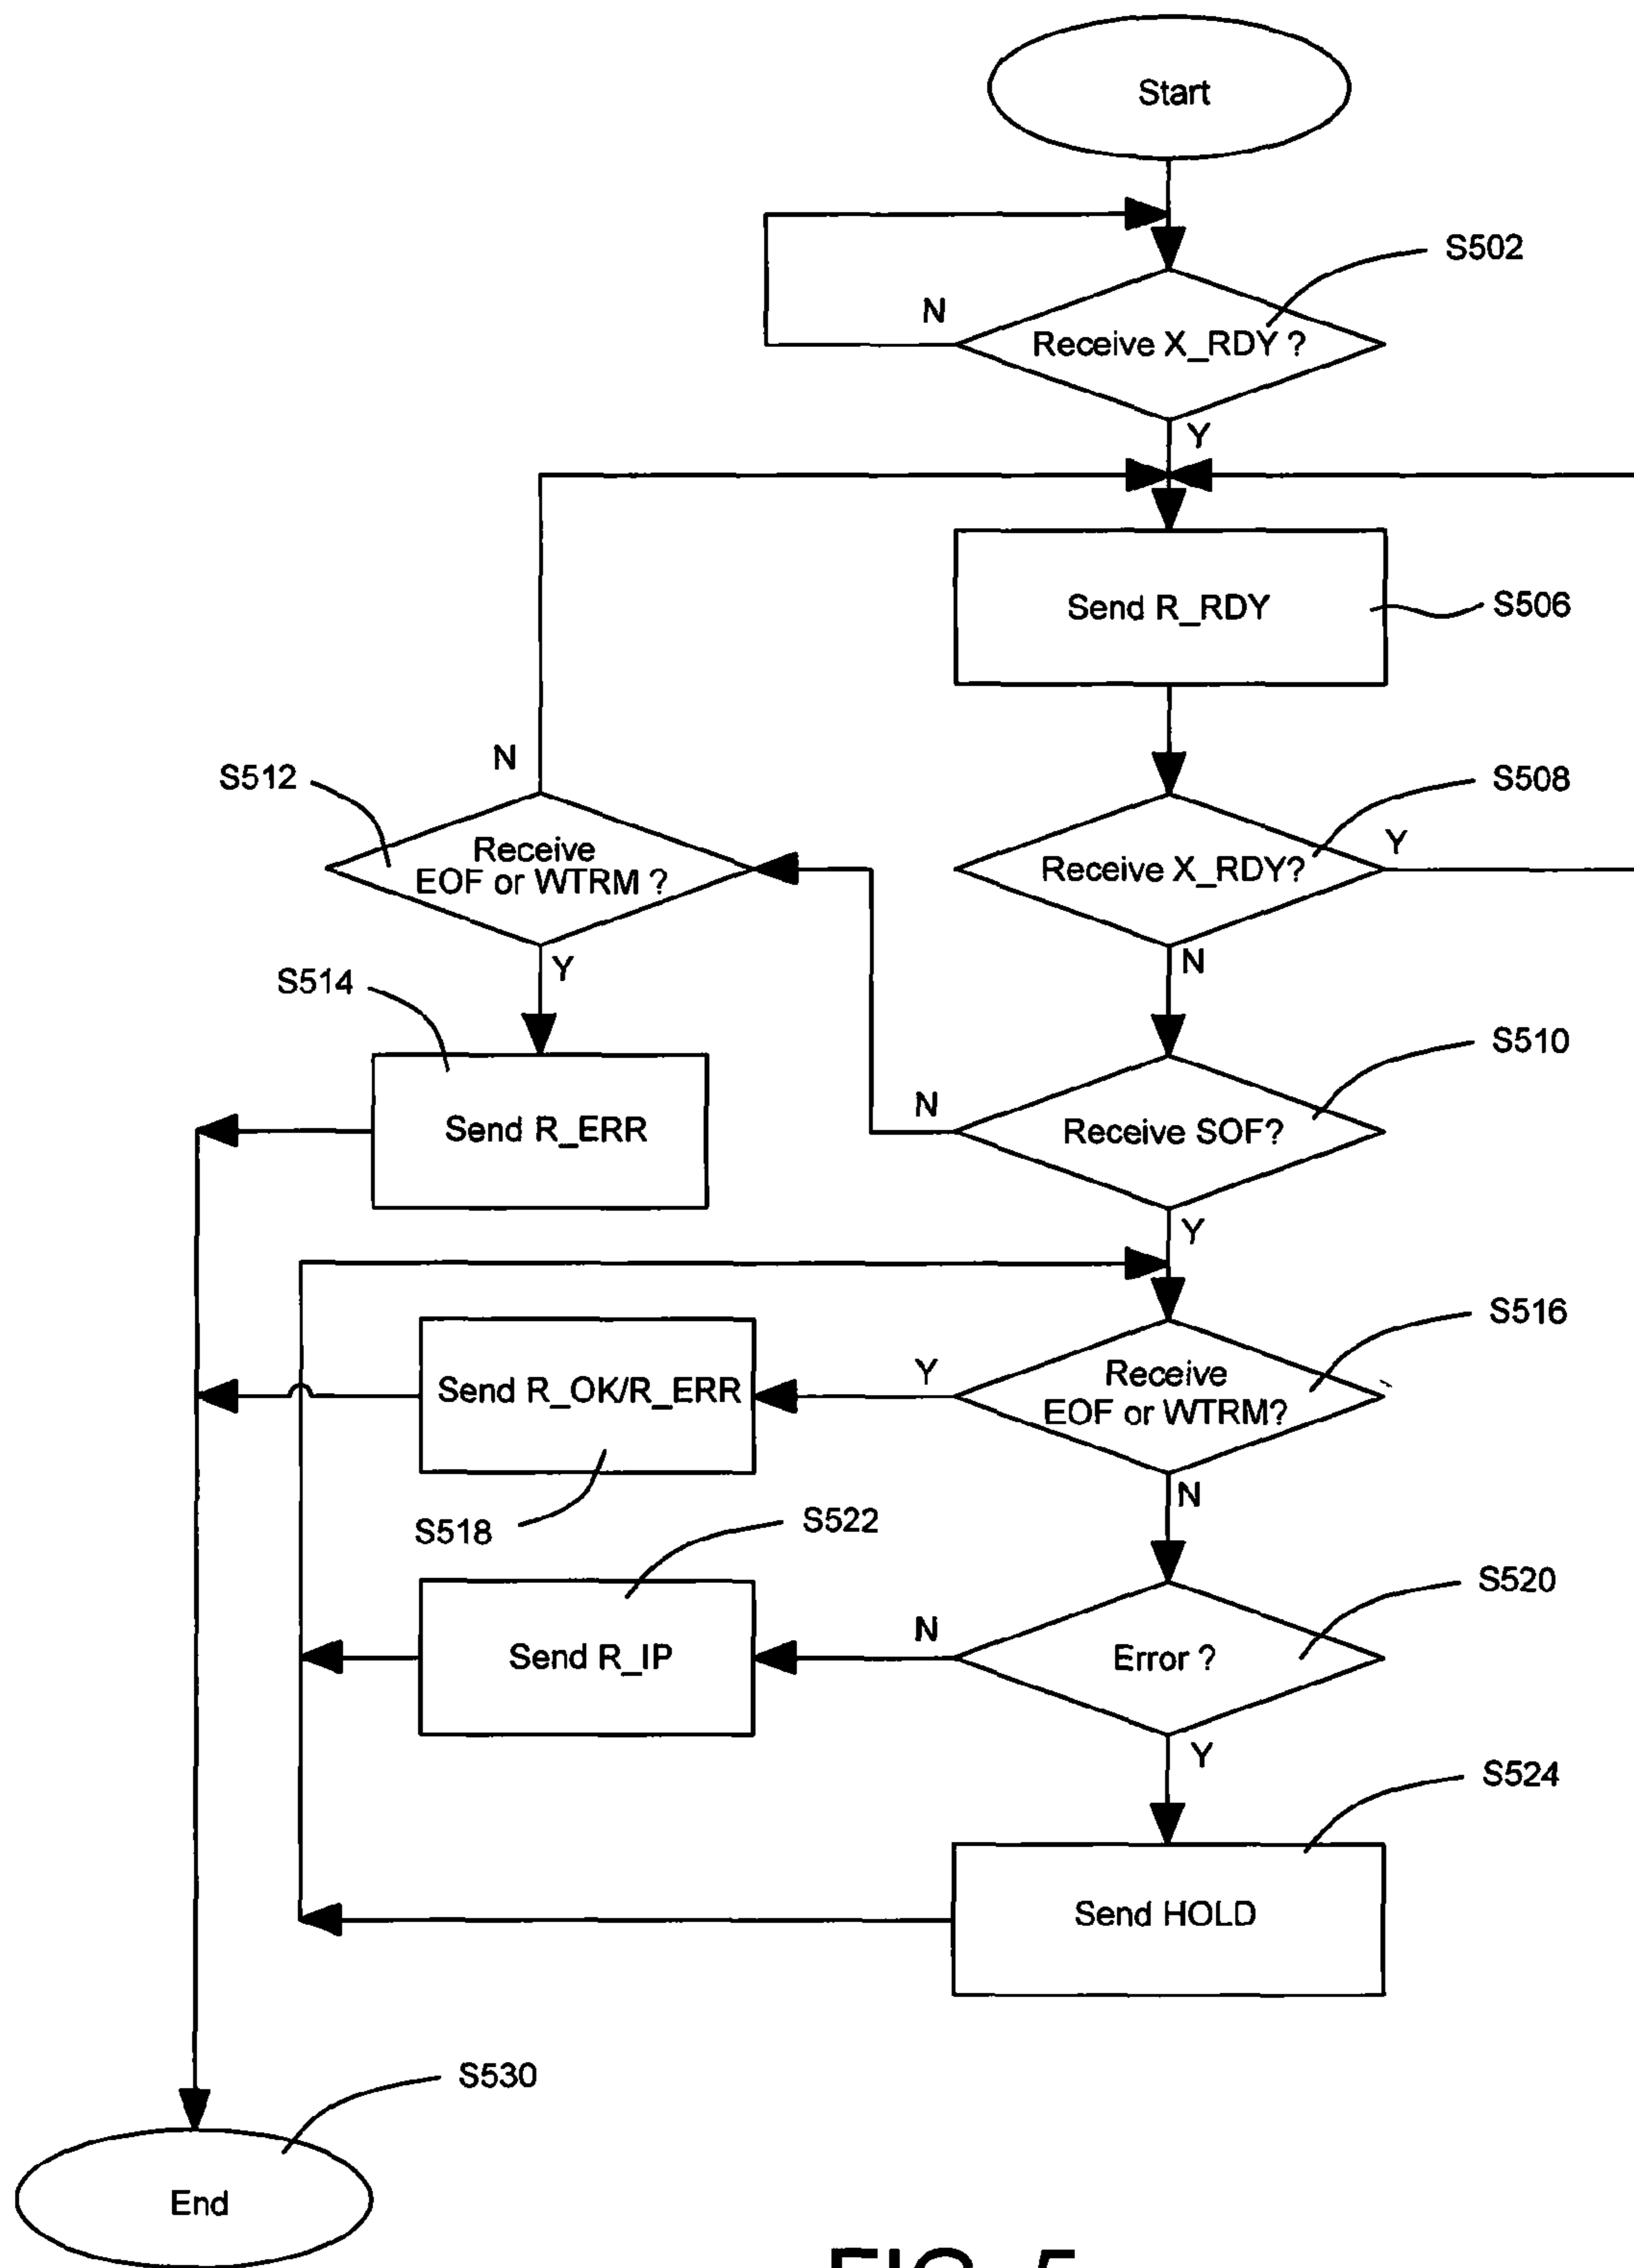 Start
S502
N
Receive X_RDY ?
Y
Send R_RDY
S506
N
S512
S508
Receive
EOF or WTRM ?
Receive X_RDY?
Y
Y
N
S514
S510
Send R_ERR
N
Receive SOF?
Y
S516
Send R_OK/R_ERR
Y
Receive
EOF or WTRM?
N
S518
S522
S520
Send R_IP
N
Error ?
Y
S524
Send HOLD
S530
End
FIG. 5